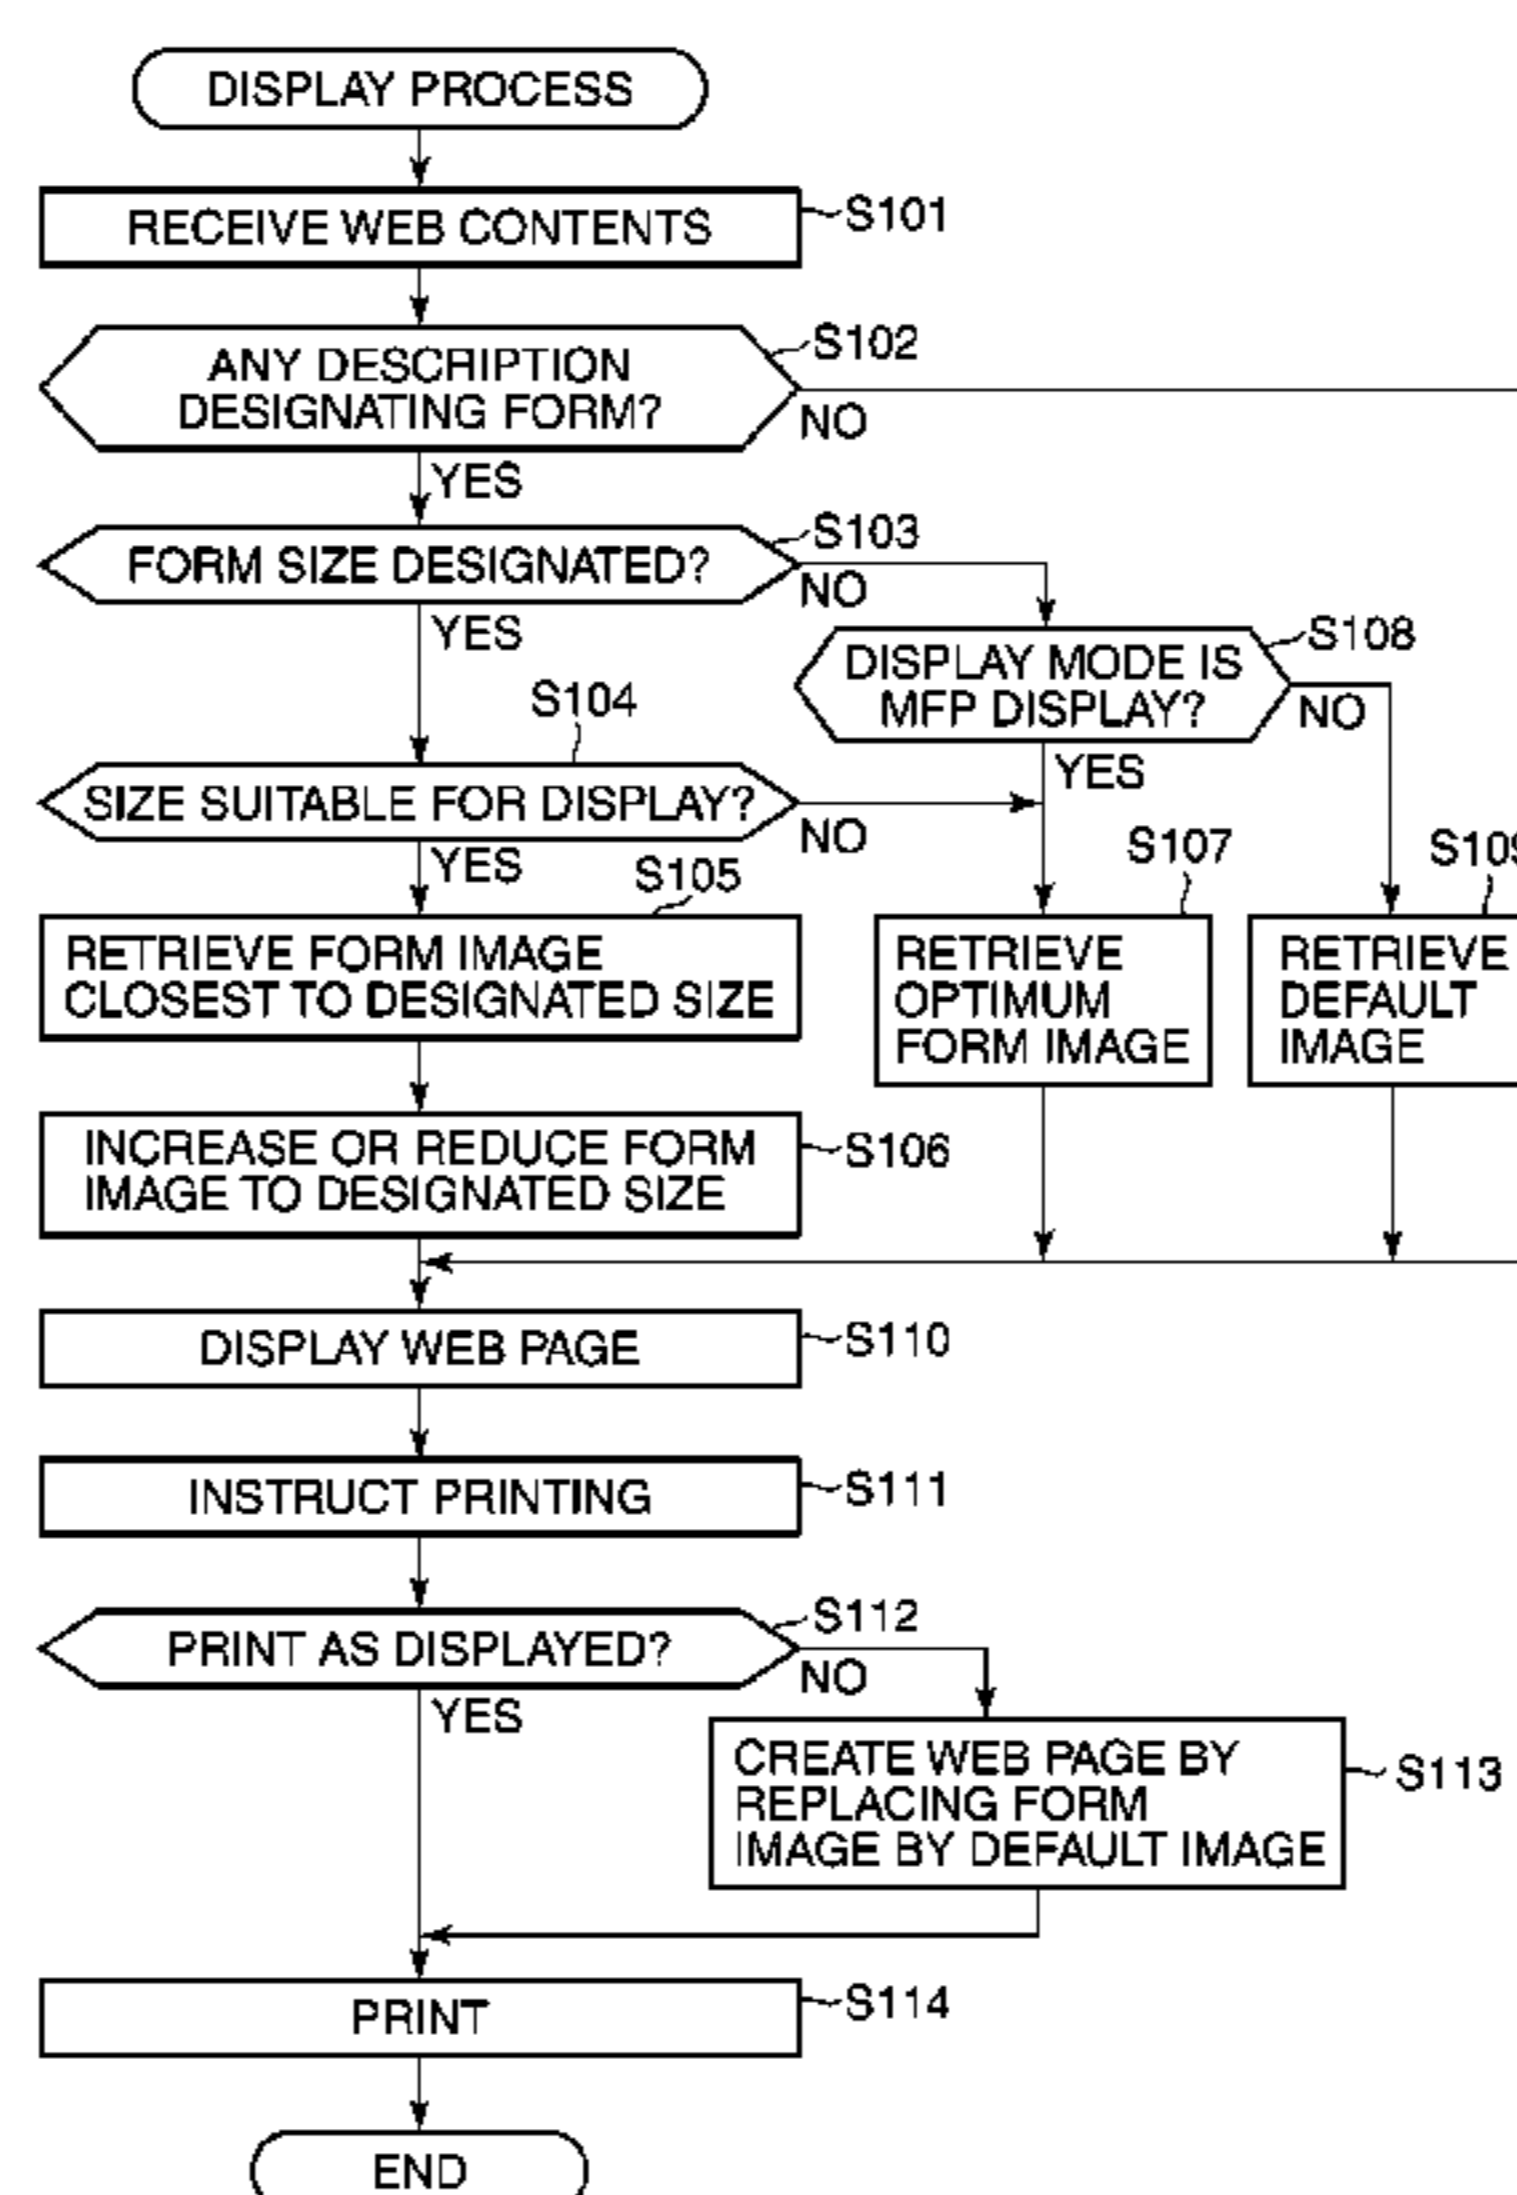 DISPLAY PROCESS
RECEIVE WEB CONTENTS
S101
ANY DESCRIPTION
DESIGNATING FORM?
S102
NO
YES
FORM SIZE DESIGNATED?
S103
NO
YES
DISPLAY MODE IS
MFP DISPLAY?
S108
NO
YES
S104
SIZE SUITABLE FOR DISPLAY?
NO
YES
S105
RETRIEVE FORM IMAGE
CLOSEST TO DESIGNATED SIZE
S107
RETRIEVE
OPTIMUM
FORM IMAGE
S109
RETRIEVE
DEFAULT
IMAGE
INCREASE OR REDUCE FORM
IMAGE TO DESIGNATED SIZE
S106
DISPLAY WEB PAGE
S110
INSTRUCT PRINTING
S111
PRINT AS DISPLAYED?
S112
NO
YES
CREATE WEB PAGE BY
REPLACING FORM
IMAGE BY DEFAULT IMAGE
S113
PRINT
S114
END